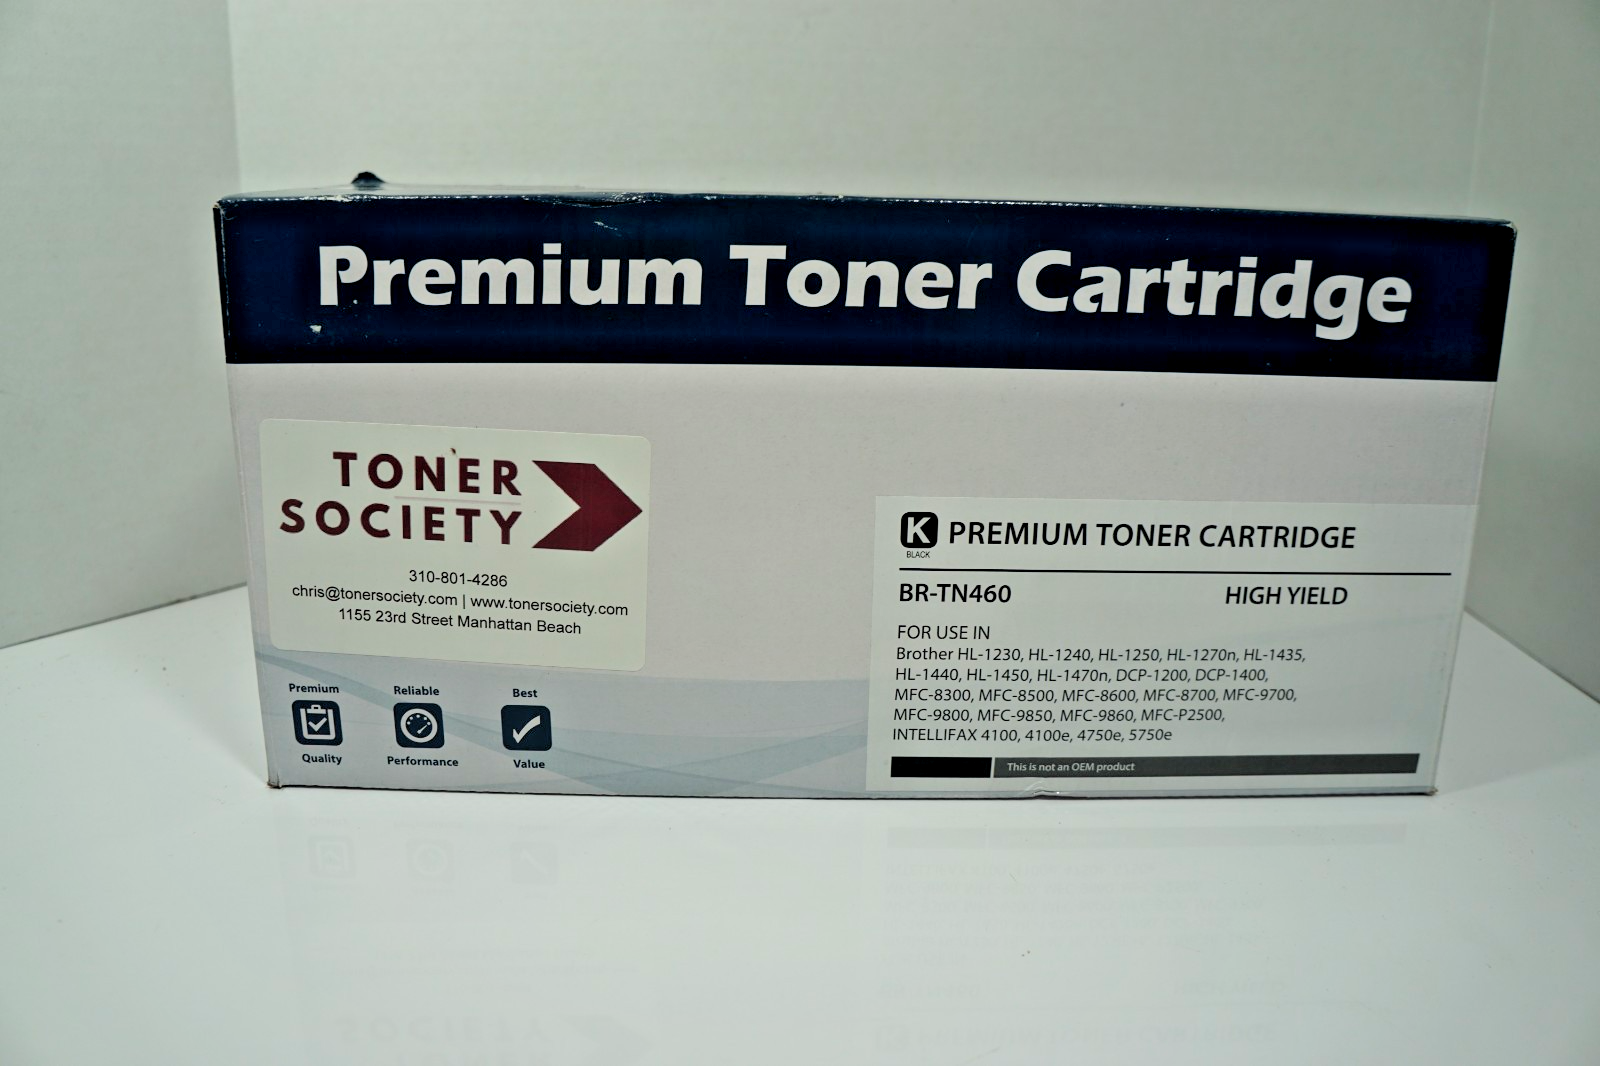 Premium Toner Cartridge
TONER
SOCIETY
310-801-4286
chris@tonersociety.com | www.tonersociety.com
1155 23rd Street Manhattan Beach
Premium
Quality
Reliable
Performance
Best
Value
K
BLACK
PREMIUM TONER CARTRIDGE
BR-TN460 HIGH YIELD
FOR USE IN
Brother HL-1230, HL-1240, HL-1250, HL-1270n, HL-1435,
HL-1440, HL-1450, HL-1470n, DCP-1200, DCP-1400,
MFC-8300, MFC-8500, MFC-8600, MFC-8700, MFC-9700,
MFC-9800, MFC-9850, MFC-9860, MFC-P2500,
INTELLIFAX 4100, 4100e, 4750e, 5750e
This is not an OEM product